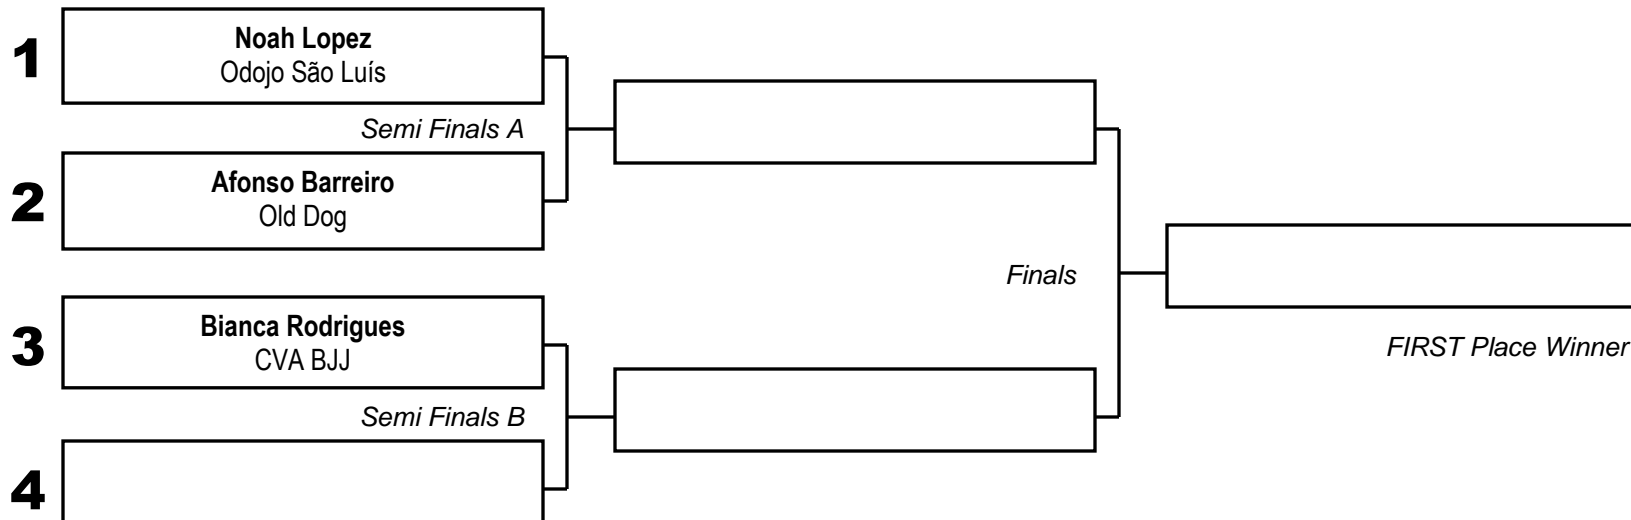 1
Noah Lopez
Odojo São Luís
Semi Finals A
2
Afonso Barreiro
Old Dog
Finals
3
Bianca Rodrigues
CVA BJJ
FIRST Place Winner
Semi Finals B
4